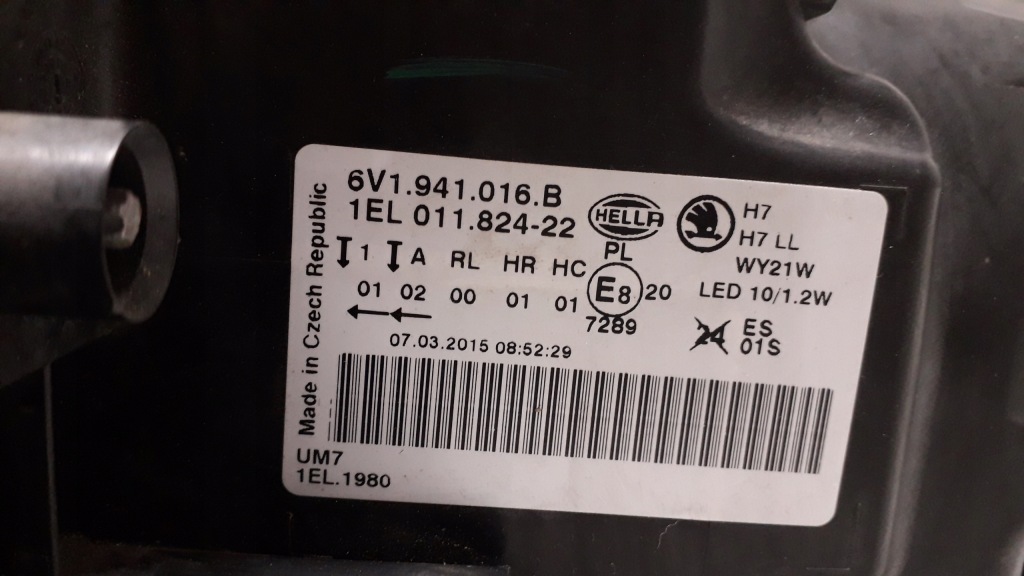 Made in Czech Republic
6V1.941.016.B
1EL 011.824-22
HELLA
H7
H7 LL
WY21W
LED 10/1.2W
1 A RL HR HC PL
01 02 00 01 01 E8 20
7289
24 ES
01S
07.03.2015 08:52:29
UM7
1EL.1980